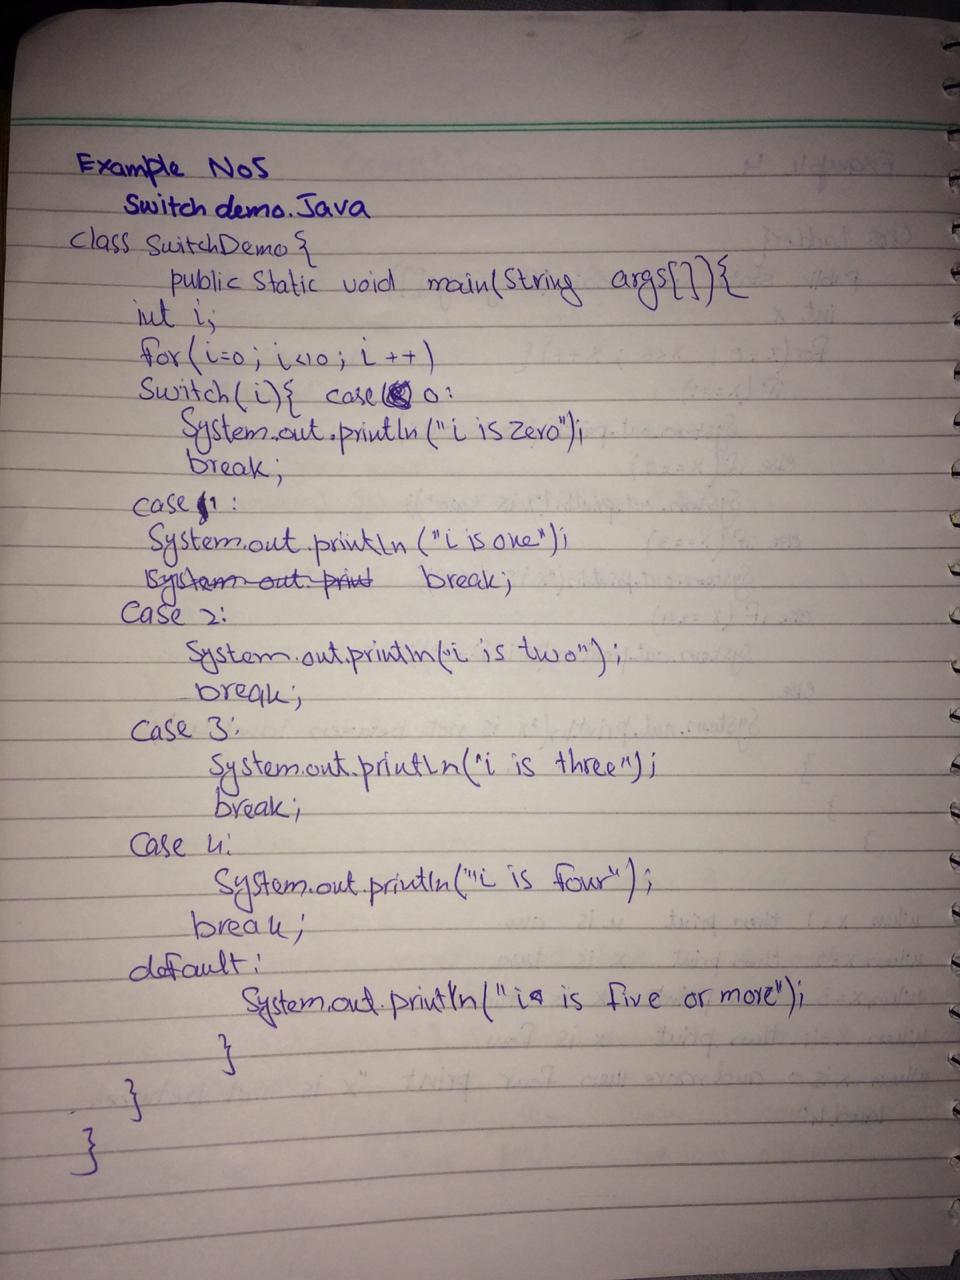 Example No5
Switch demo.Java
class SwitchDemo{
public Static void main(String args[]){
int i;
for(i=0; i<10; i++)
Switch(i){ case 0:
System.out.println("i is zero");
break;
case 1:
System.out.println("i is one");
System.out.print break;
Case 2:
System.out.println("i is two");
break;
Case 3:
System.out.println("i is three");
break;
Case 4:
System.out.println("i is four");
break;
default:
System.out.println("i is five or more");
}
}
}